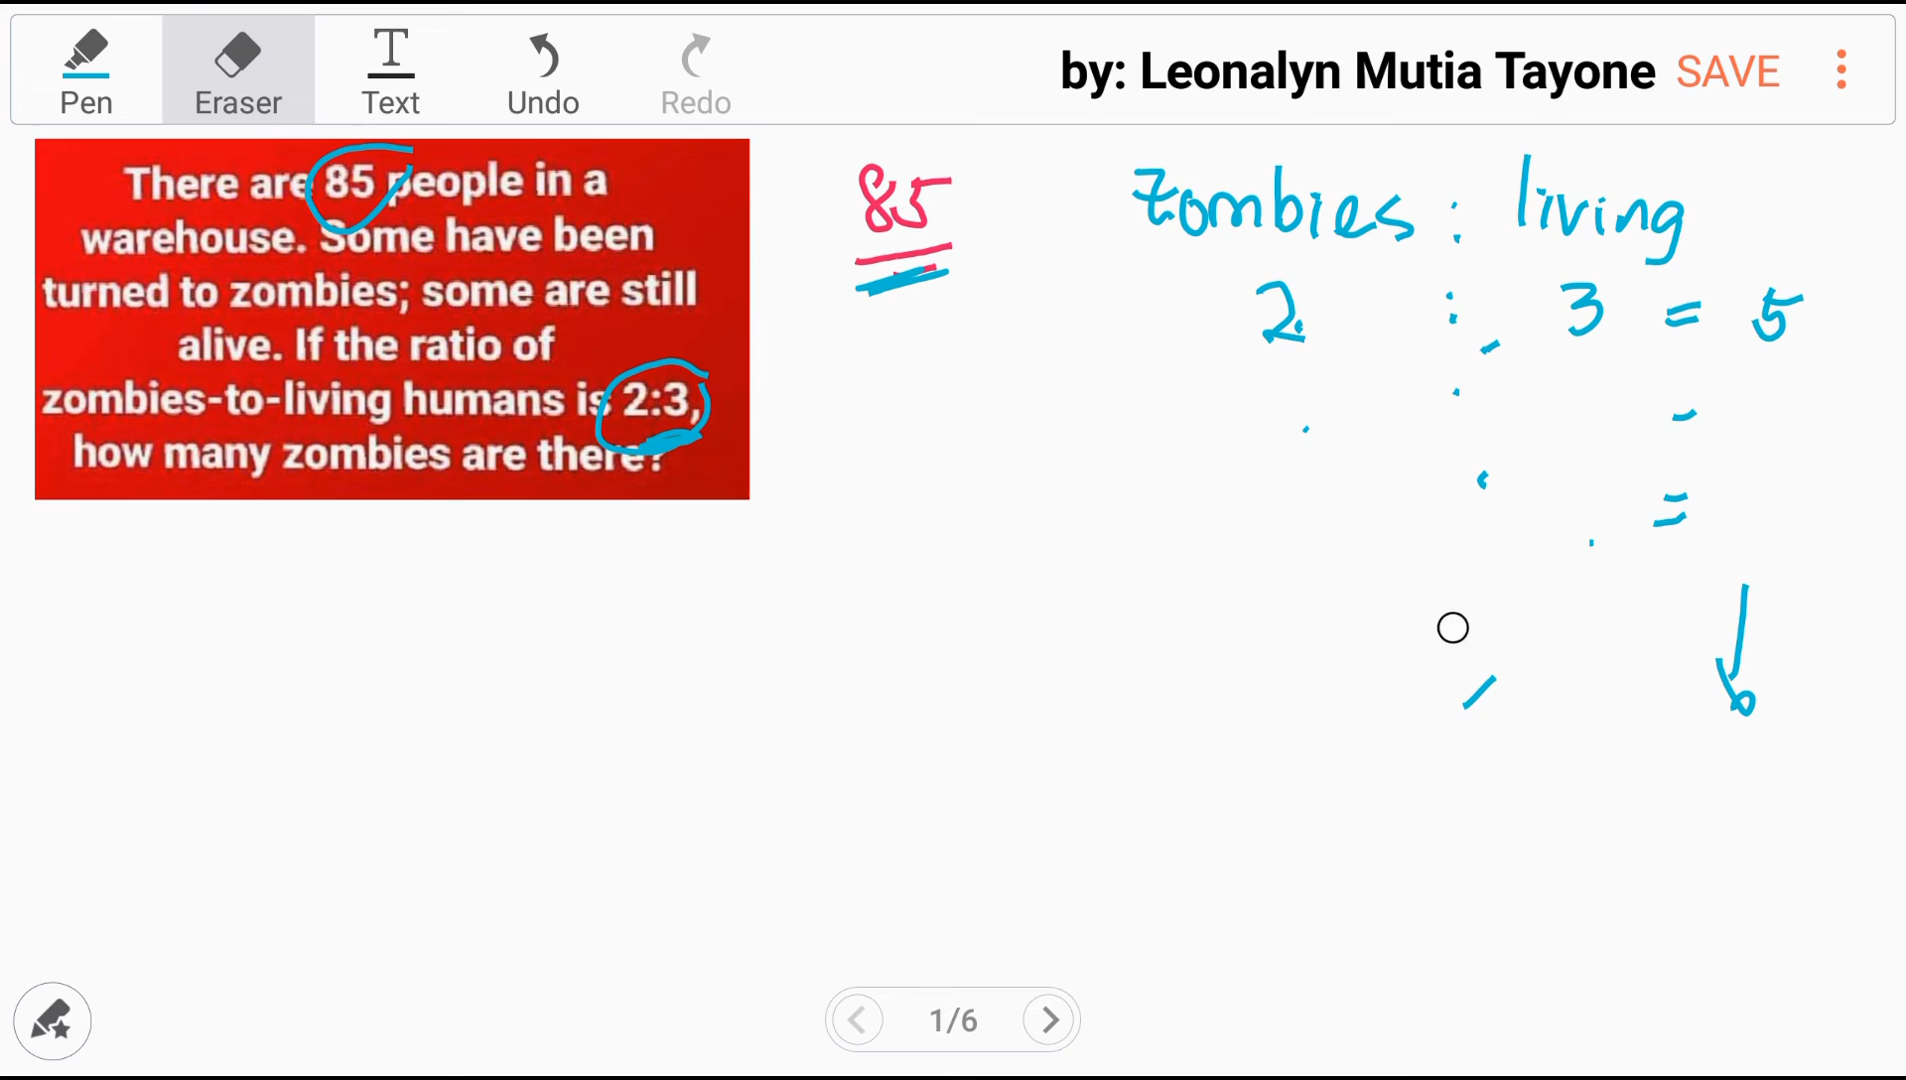 Pen
Eraser
T
Text
Undo
Redo
by: Leonalyn Mutia Tayone
SAVE
There are 85 people in a
warehouse. Some have been
turned to zombies; some are still
alive. If the ratio of
zombies-to-living humans is 2:3,
how many zombies are there?
85
zombies : living
2 : 3 = 5
=
1/6